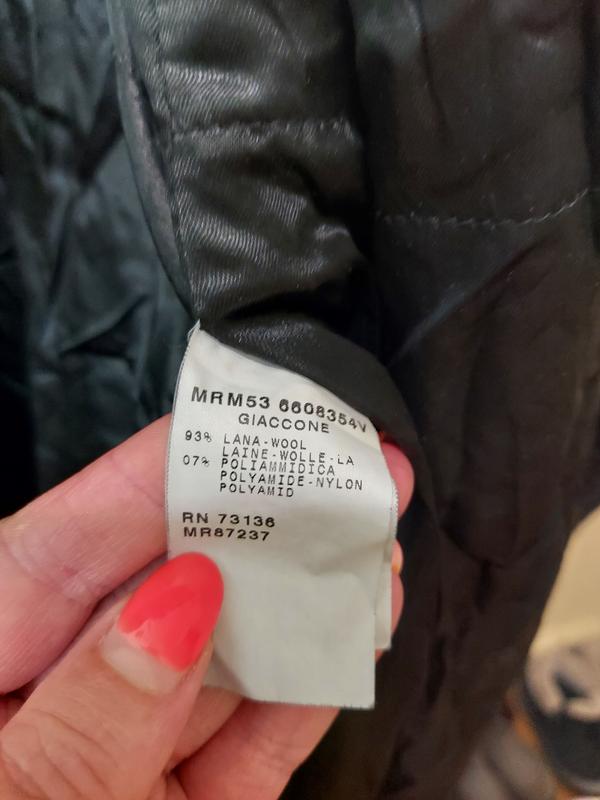 MRM53 6608354V
GIACCONE
93% LANA-WOOL
LAINE-WOLLE-LA
07% POLIAMMIDICA
POLYAMIDE-NYLON
POLYAMID
RN 73136
MR87237